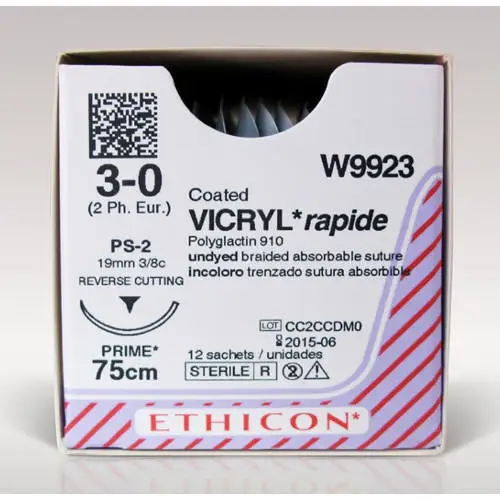 W9923
3-0
(2 Ph. Eur.)
PS-2
19mm 3/8c
REVERSE CUTTING
PRIME*
75cm
Coated
VICRYL* rapide
Polyglactin 910
undyed braided absorbable suture
incoloro trenzado sutura absorbible
LOT CC2CCDM0
2015-06
12 sachets / unidades
STERILE R 2
ETHICON*